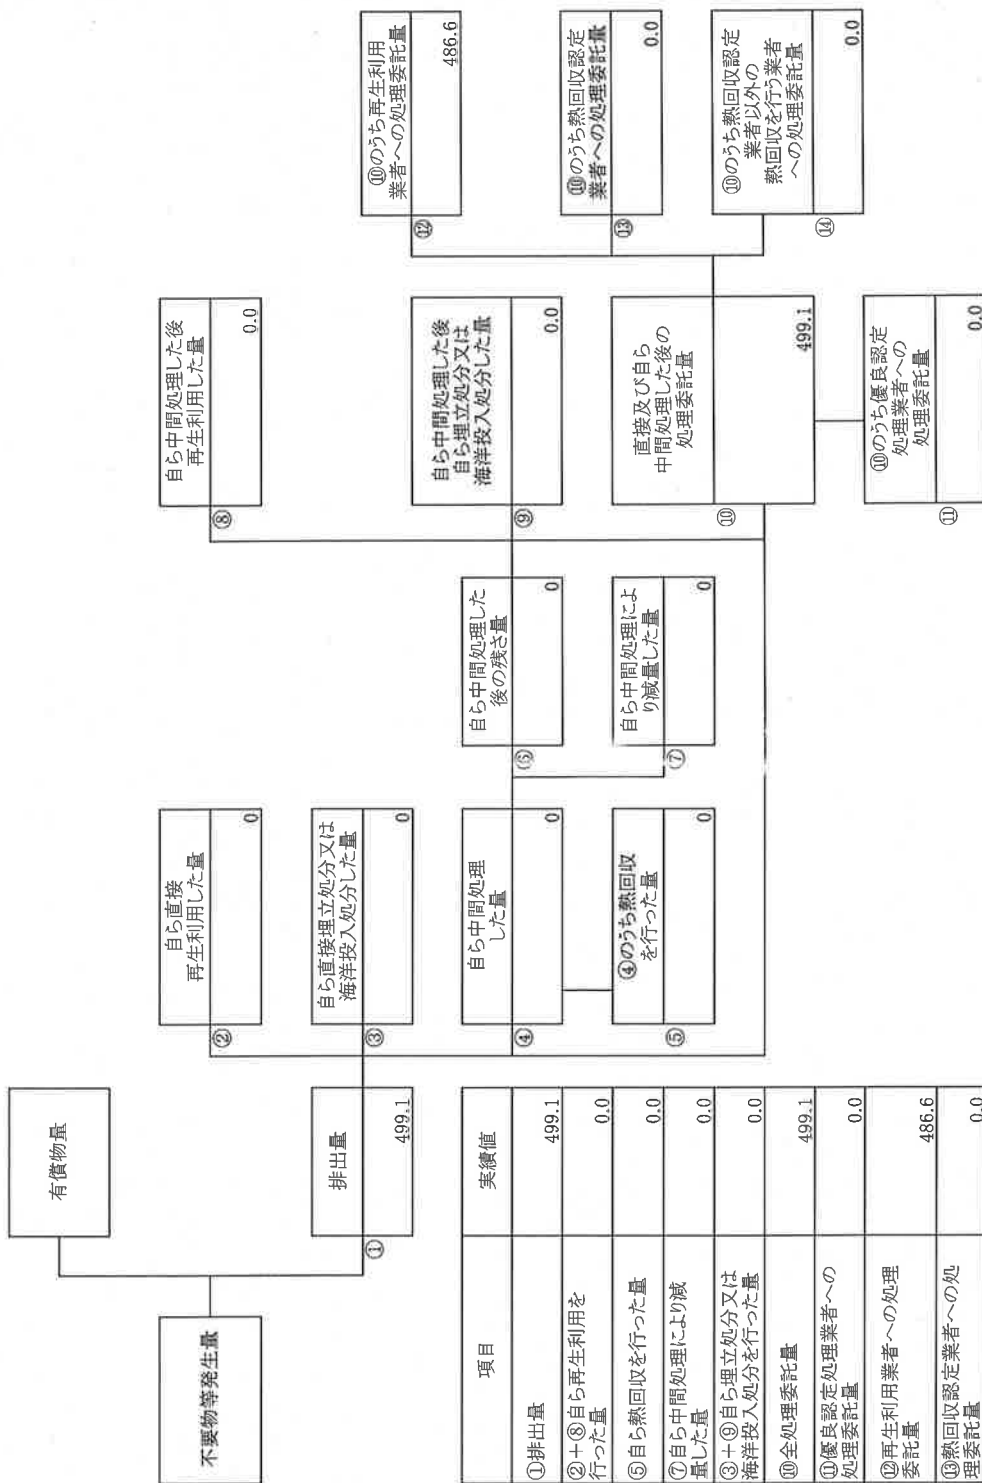 不要物等発生量
有償物量
排出量
①
499.1
自ら直接
再生利用した量
②
0
自ら直接埋立処分又は
海洋投入処分した量
③
0
自ら中間処理
した量
④
0
④のうち熱回収
を行った量
⑤
0
自ら中間処理した
後の残さ量
⑥
0
自ら中間処理によ
り減量した量
⑦
0
自ら中間処理した後
再生利用した量
⑧
0.0
自ら中間処理した後
自ら埋立処分又は
海洋投入処分した量
⑨
0.0
直接及び自ら
中間処理した後の
処理委託量
⑩
499.1
⑩のうち優良認定
処理業者への
処理委託量
⑪
0.0
⑩のうち再生利用
業者への処理委託量
⑫
486.6
⑩のうち熱回収認定
業者への処理委託量
⑬
0.0
⑩のうち熱回収認定
業者以外の
熱回収を行う業者
への処理委託量
⑭
0.0
項目 実績値
①排出量 499.1
②+⑧自ら再生利用を
行った量 0.0
⑤自ら熱回収を行った量 0.0
⑦自ら中間処理により減
量した量 0.0
③+⑨自ら埋立処分又は
海洋投入処分を行った量 0.0
⑩全処理委託量 499.1
⑪優良認定処理業者への
処理委託量 0.0
⑫再生利用業者への処理
委託量 486.6
⑬熱回収認定業者への処
理委託量 0.0